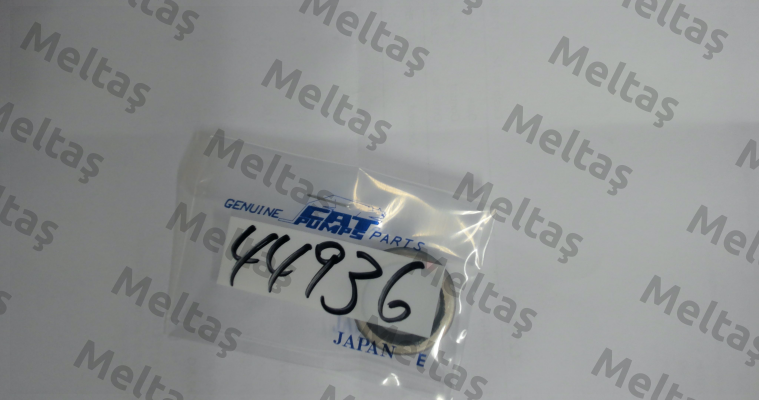 Meltaş
GENUINE CAT PUMPS PARTS
44936
JAPAN E